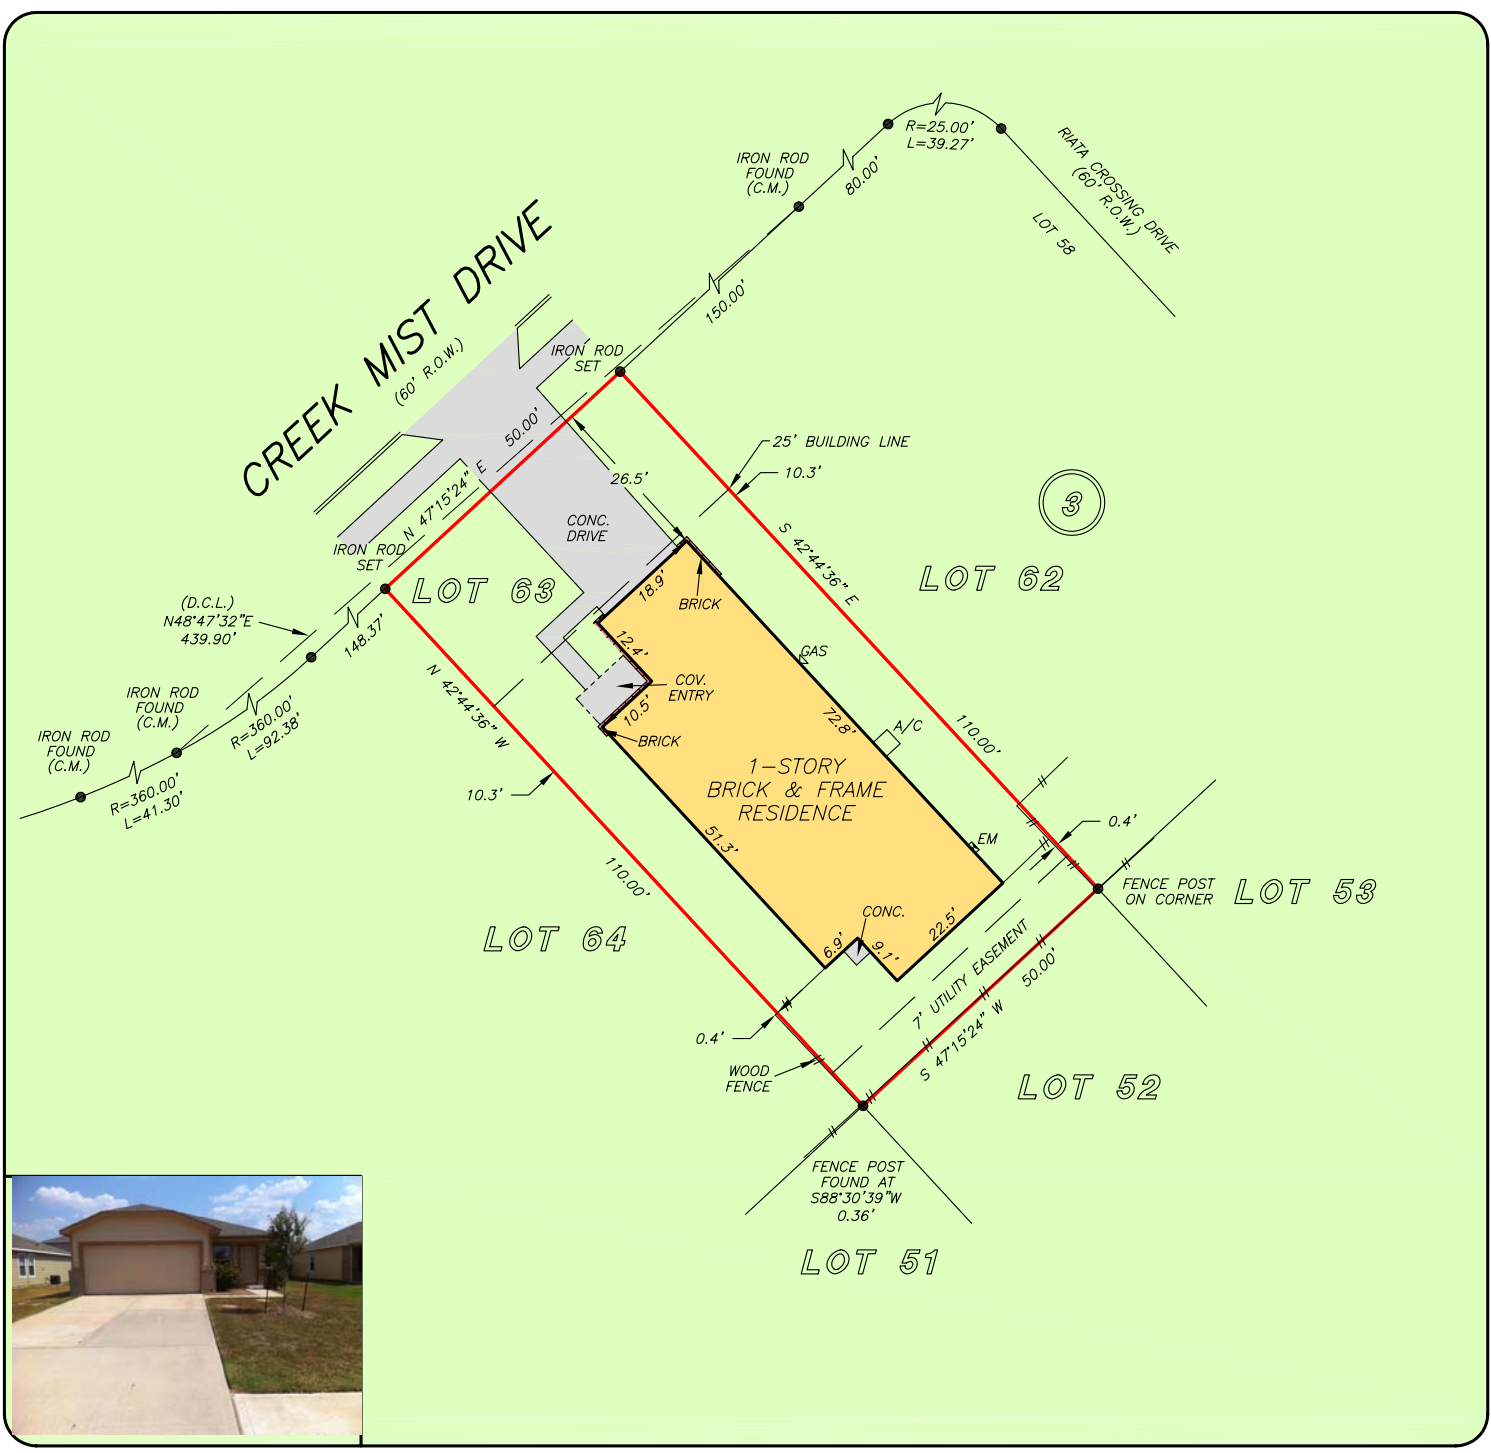 R=25.00'
L=39.27'
RIATA CROSSING DRIVE
(60' R.O.W.)
LOT 58
IRON ROD
FOUND
(C.M.)
80.00'
150.00'
CREEK MIST DRIVE
(60' R.O.W.)
IRON ROD
SET
50.00'
N 47°15'24" E
26.5'
25' BUILDING LINE
10.3'
3
CONC.
DRIVE
S 42°44'36" E
LOT 62
IRON ROD
SET
LOT 63
(D.C.L.)
N48°47'32"E
439.90'
148.37'
18.9'
BRICK
12.4'
GAS
COV.
ENTRY
10.5'
BRICK
N 42°44'36" W
IRON ROD
FOUND
(C.M.)
R=360.00'
L=92.38'
IRON ROD
FOUND
(C.M.)
R=360.00'
L=41.30'
72.8'
A/C
110.00'
1-STORY
BRICK & FRAME
RESIDENCE
10.3'
51.3'
EM
0.4'
110.00'
FENCE POST
ON CORNER
LOT 53
LOT 64
CONC.
6.9'
9.1'
22.5'
7' UTILITY EASEMENT
50.00'
S 47°15'24" W
0.4'
WOOD
FENCE
LOT 52
FENCE POST
FOUND AT
S88°30'39"W
0.36'
LOT 51